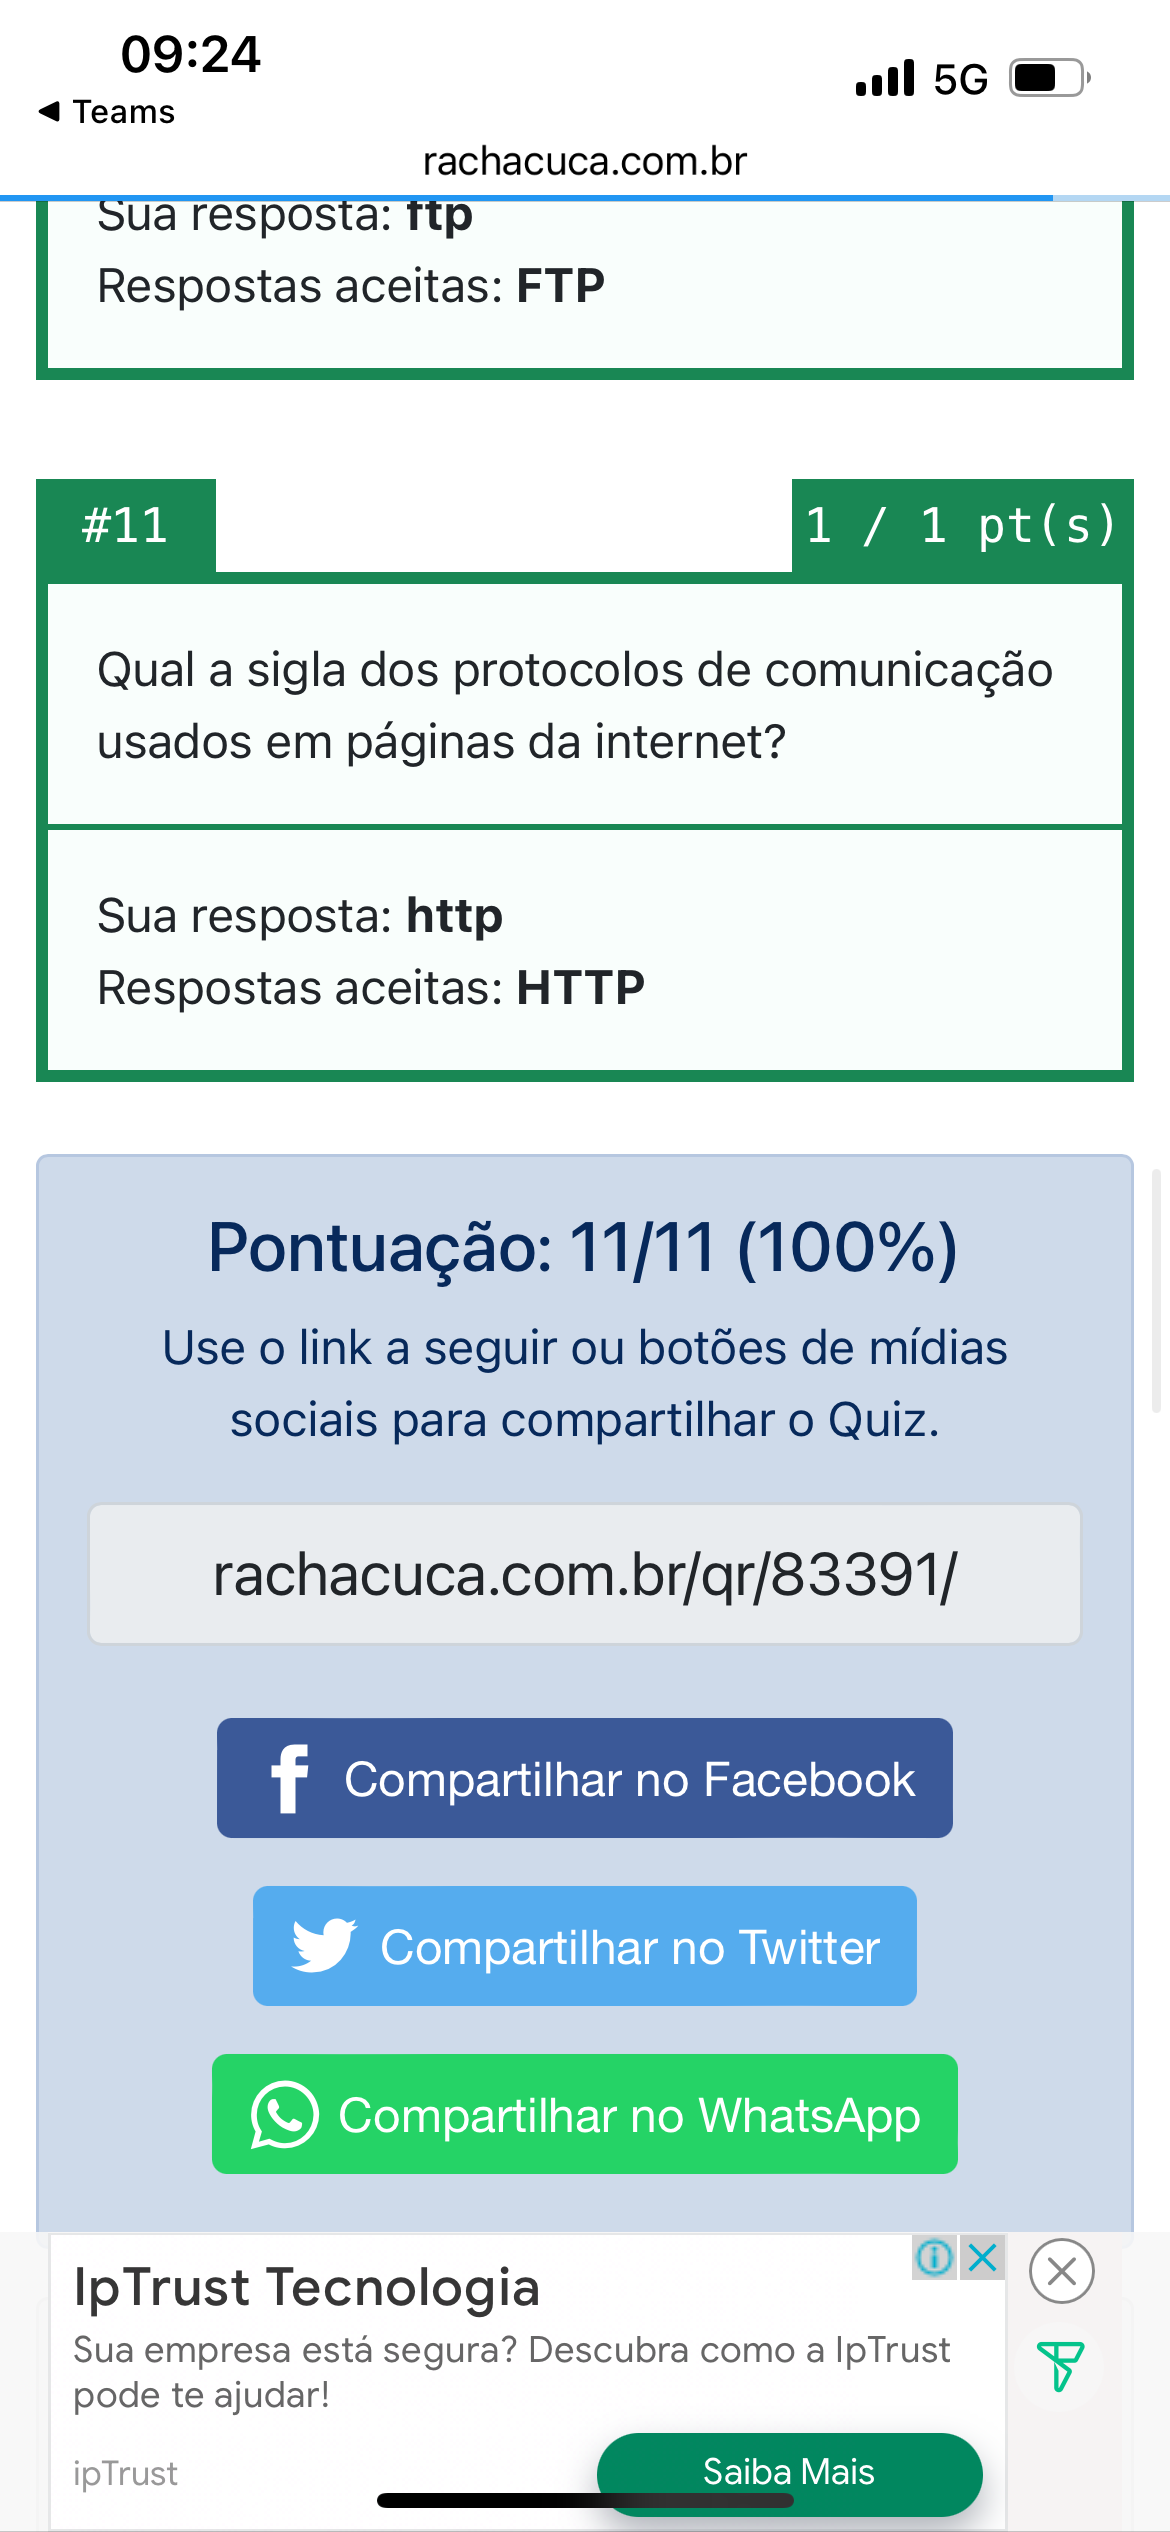 09:24
5G
◀ Teams
rachacuca.com.br
Sua resposta: ftp
Respostas aceitas: FTP
#11
1 / 1 pt(s)
Qual a sigla dos protocolos de comunicação
usados em páginas da internet?
Sua resposta: http
Respostas aceitas: HTTP
Pontuação: 11/11 (100%)
Use o link a seguir ou botões de mídias
sociais para compartilhar o Quiz.
rachacuca.com.br/qr/83391/
Compartilhar no Facebook
Compartilhar no Twitter
Compartilhar no WhatsApp
IpTrust Tecnologia
Sua empresa está segura? Descubra como a IpTrust
pode te ajudar!
ipTrust
Saiba Mais